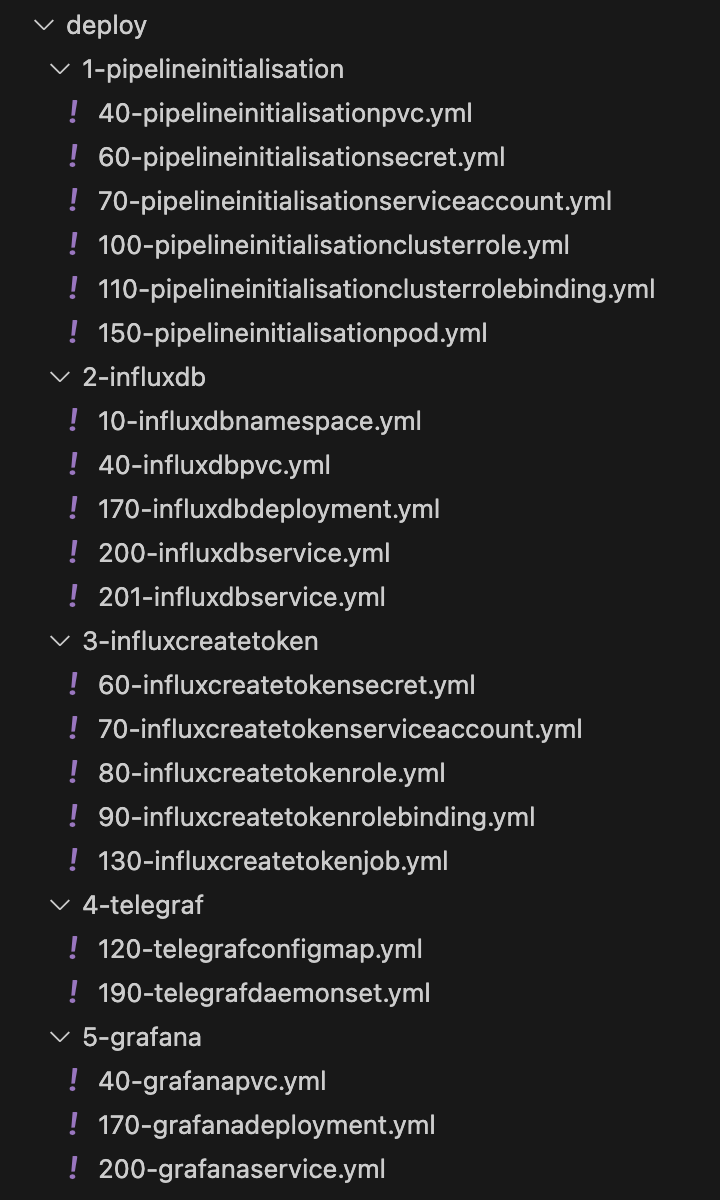 deploy
1-pipelineinitialisation
! 40-pipelineinitialisationpvc.yml
! 60-pipelineinitialisationsecret.yml
! 70-pipelineinitialisationserviceaccount.yml
! 100-pipelineinitialisationclusterrole.yml
! 110-pipelineinitialisationclusterrolebinding.yml
! 150-pipelineinitialisationpod.yml
2-influxdb
! 10-influxdbnamespace.yml
! 40-influxdbpvc.yml
! 170-influxdbdeployment.yml
! 200-influxdbservice.yml
! 201-influxdbservice.yml
3-influxcreatetoken
! 60-influxcreatetokensecret.yml
! 70-influxcreatetokenserviceaccount.yml
! 80-influxcreatetokenrole.yml
! 90-influxcreatetokenrolebinding.yml
! 130-influxcreatetokenjob.yml
4-telegraf
! 120-telegrafconfigmap.yml
! 190-telegrafdaemonset.yml
5-grafana
! 40-grafanapvc.yml
! 170-grafanadeployment.yml
! 200-grafanaservice.yml